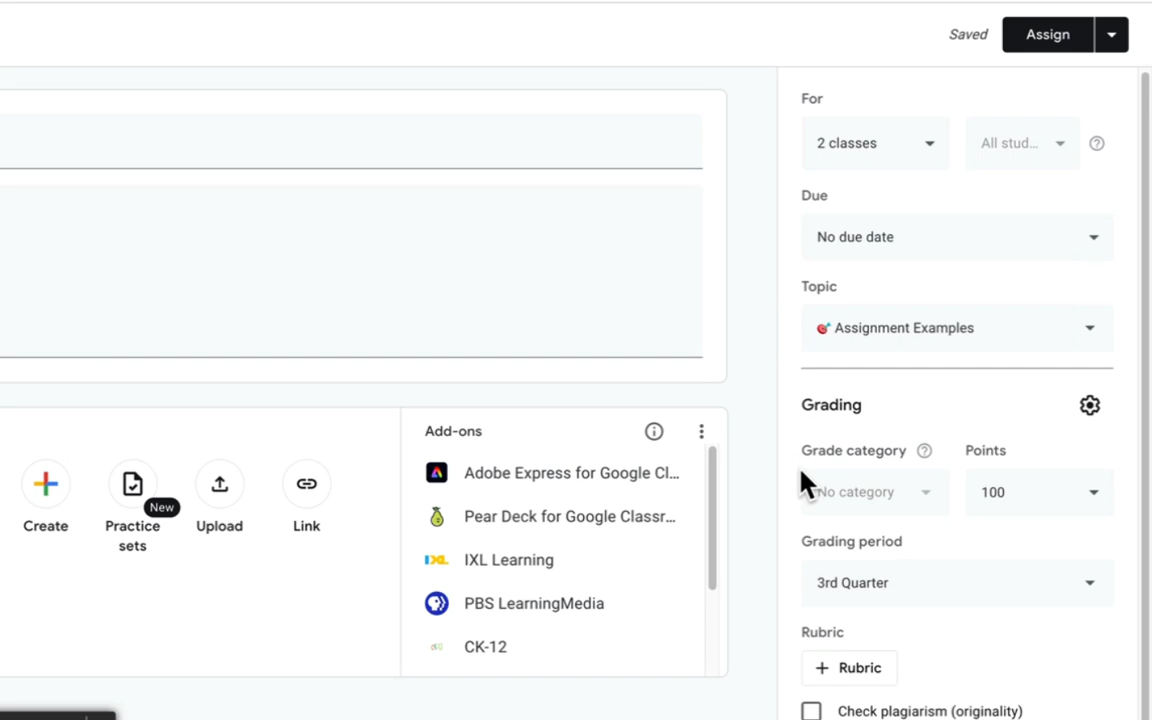 Saved
Assign
For
2 classes
All stud...
Due
No due date
Topic
Assignment Examples
Grading
Grade category
Points
No category
100
Grading period
3rd Quarter
Rubric
Rubric
Check plagiarism (originality)
Create
Practice
sets
New
Upload
Link
Add-ons
Adobe Express for Google Cl...
Pear Deck for Google Classr...
IXL Learning
PBS LearningMedia
CK-12